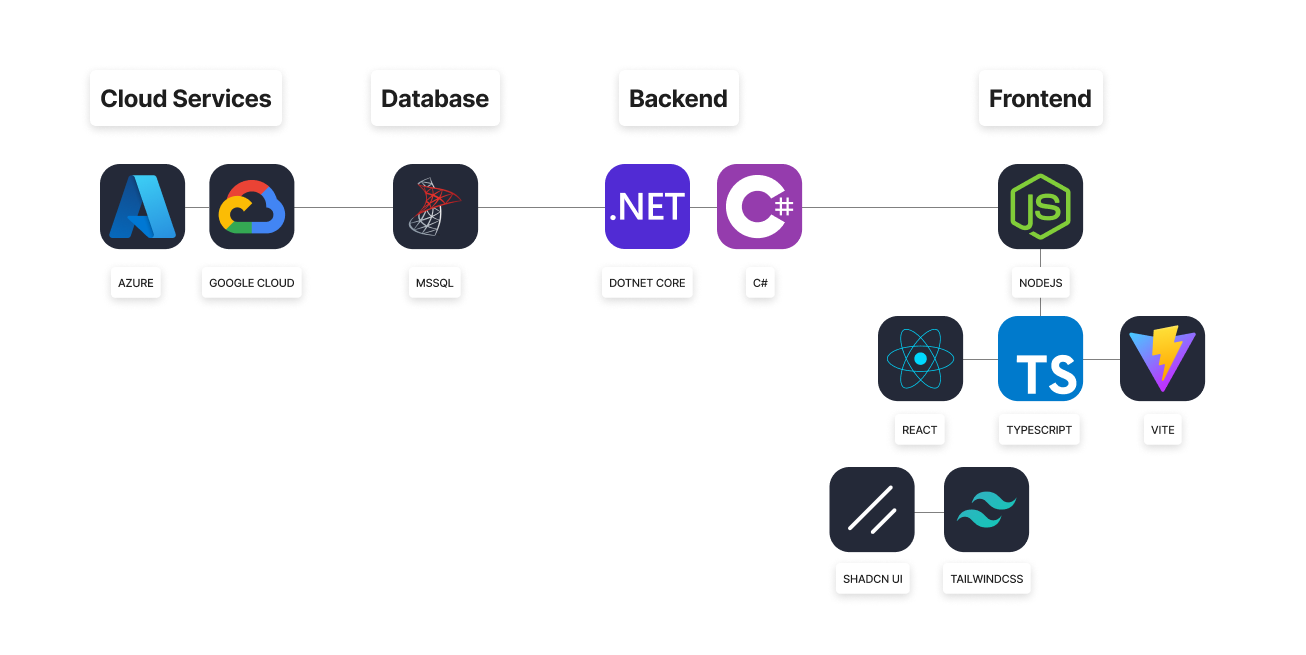 Cloud Services
Database
Backend
Frontend
.NET
C#
JS
AZURE
GOOGLE CLOUD
MSSQL
DOTNET CORE
C#
NODEJS
TS
REACT
TYPESCRIPT
VITE
SHADCN UI
TAILWINDCSS